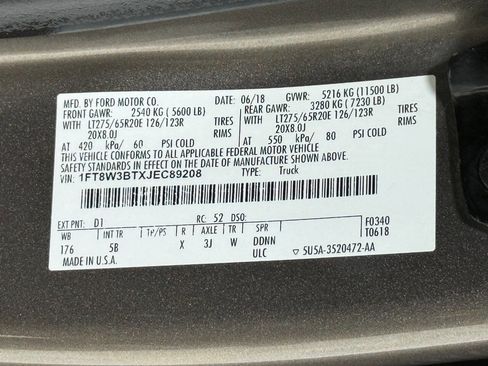 MFD. BY FORD MOTOR CO. DATE: 06/18 GVWR: 5216 KG (11500 LB)
FRONT GAWR: 2540 KG ( 5600 LB) REAR GAWR: 3280 KG ( 7230 LB)
WITH LT275/65R20E 126/123R TIRES WITH LT275/65R20E 126/123R TIRES
20X8.0J RIMS 20X8.0J RIMS
AT 420 kPa/ 60 PSI COLD AT 550 kPa/ 80 PSI COLD
THIS VEHICLE CONFORMS TO ALL APPLICABLE FEDERAL MOTOR VEHICLE
SAFETY STANDARDS IN EFFECT ON THE DATE OF MANUFACTURE SHOWN ABOVE.
VIN: 1FT8W3BTXJEC89208 TYPE: Truck
EXT PNT: D1 RC: 52 DSO: F0340
WB INT TR TP/PS R AXLE TR SPR T0618
176 5B X 3J W DDNN
MADE IN U.S.A. ULC 5U5A-3520472-AA